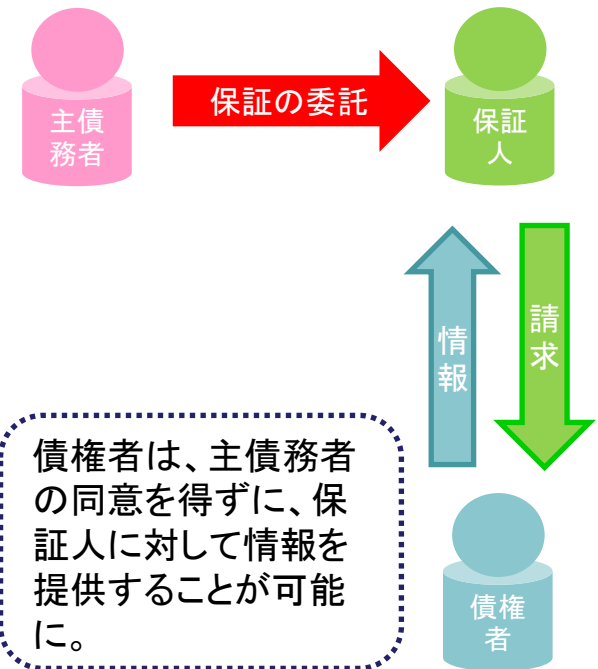 主債
務者
保証の委託
保証
人
情
報
請
求
債権者は、主債務者
の同意を得ずに、保
証人に対して情報を
提供することが可能
に。
債権
者